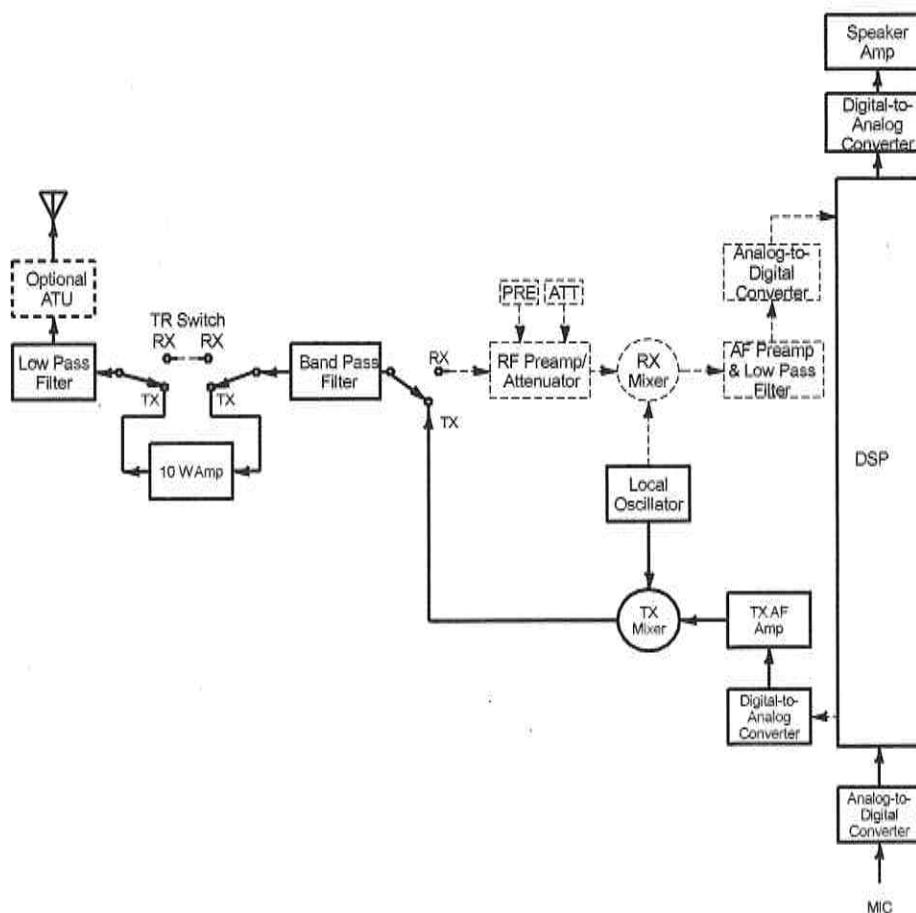 Speaker
Amp
Digital-to-
Analog
Converter
Optional
ATU
TR Switch
RX
RX
Low Pass
Filter
TX
TX
10 W Amp
Band Pass
Filter
RX
TX
PRE
ATT
RF Preamp/
Attenuator
RX
Mixer
Analog-to-
Digital
Converter
AF Preamp
& Low Pass
Filter
DSP
Local
Oscillator
TX
Mixer
TX AF
Amp
Digital-to-
Analog
Converter
Analog-to-
Digital
Converter
MIC